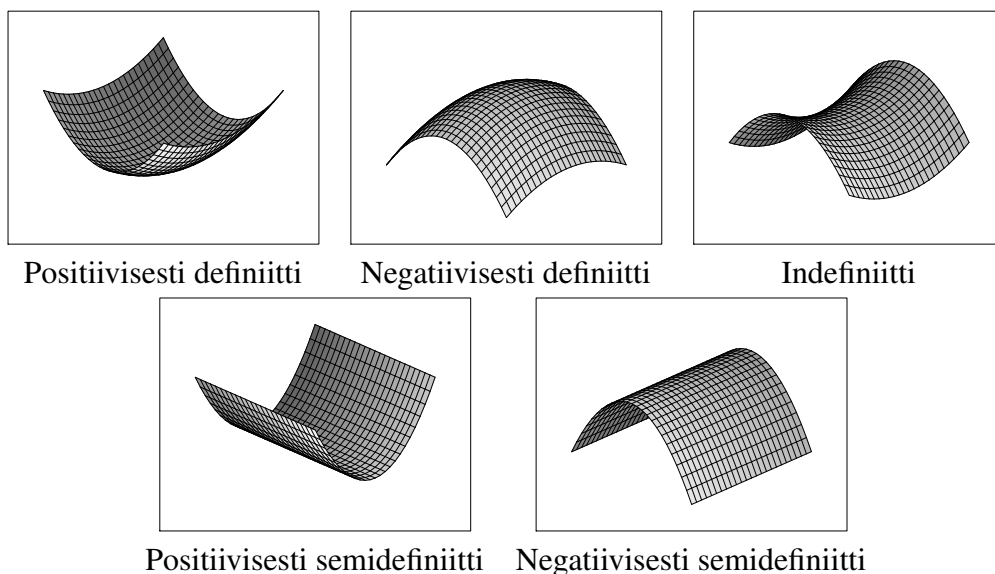 Positiivisesti definiitti
Negatiivisesti definiitti
Indefiniitti
Positiivisesti semidefiniitti
Negatiivisesti semidefiniitti